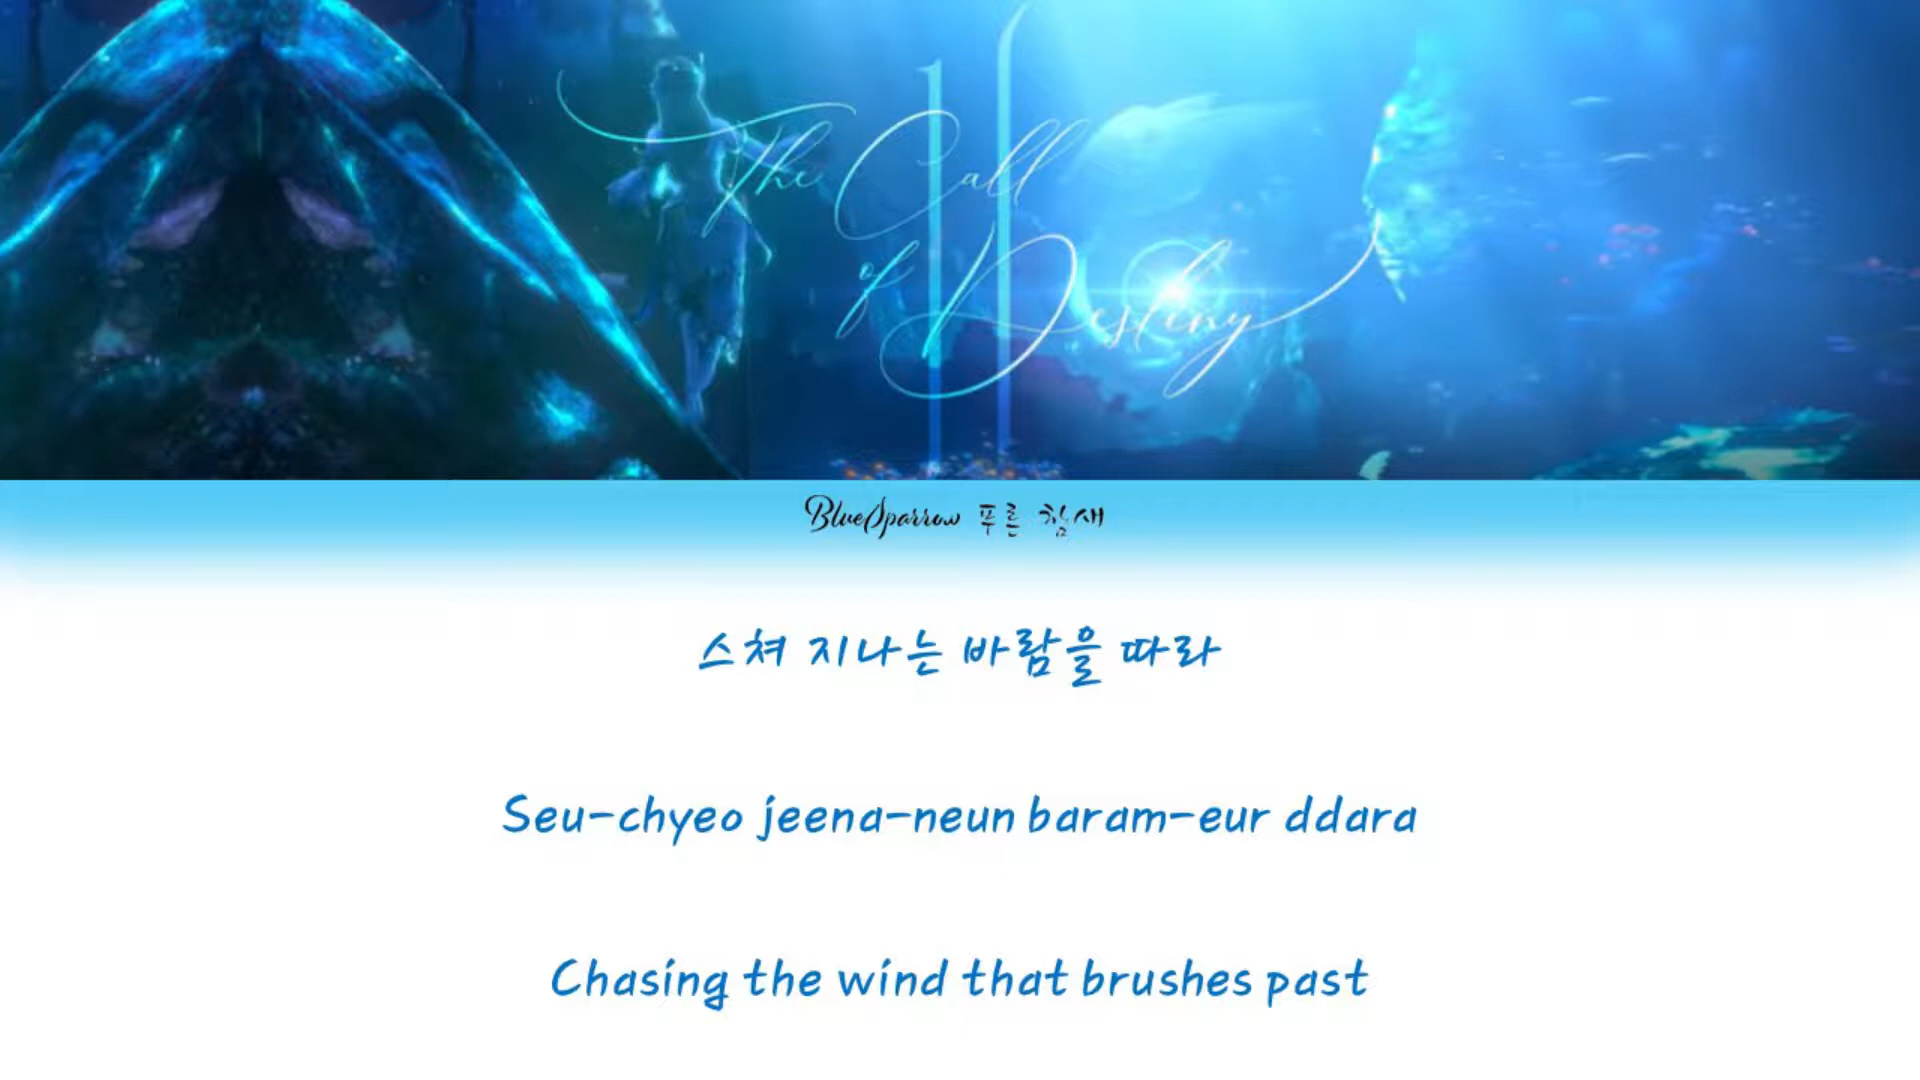 The Call
of Destiny
BlueSparrow 푸른 참새
스쳐 지나는 바람을 따라
Seu-chyeo jeena-neun baram-eur ddara
Chasing the wind that brushes past